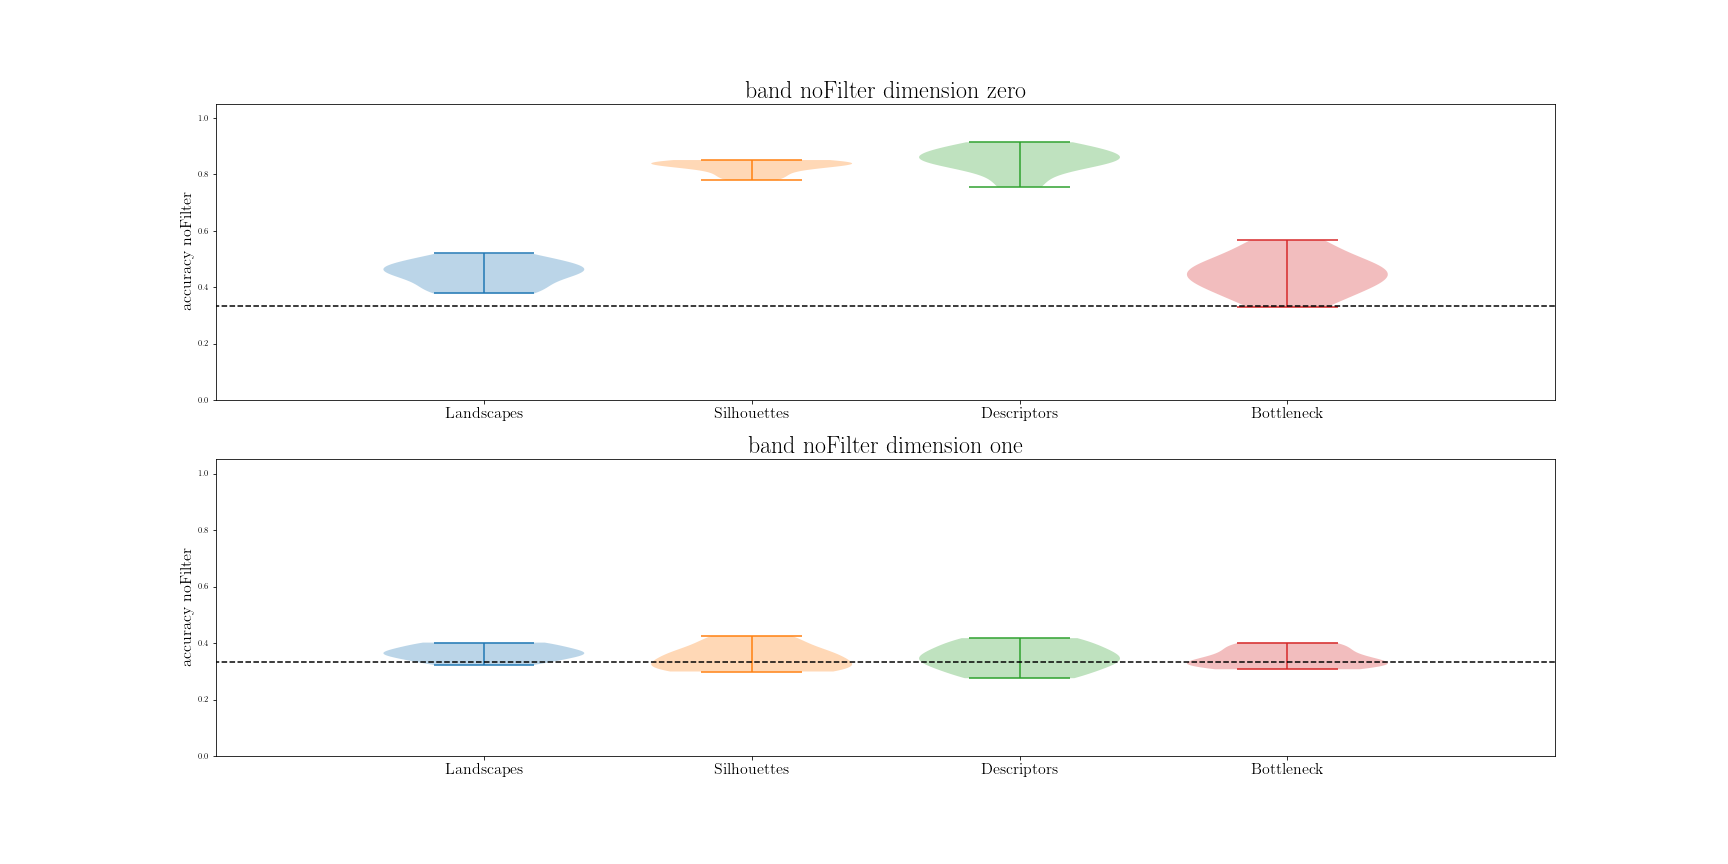 band noFilter dimension zero
accuracy noFilter
1.0
0.8
0.6
0.4
0.2
0.0
Landscapes Silhouettes Descriptors Bottleneck
band noFilter dimension one
accuracy noFilter
1.0
0.8
0.6
0.4
0.2
0.0
Landscapes Silhouettes Descriptors Bottleneck